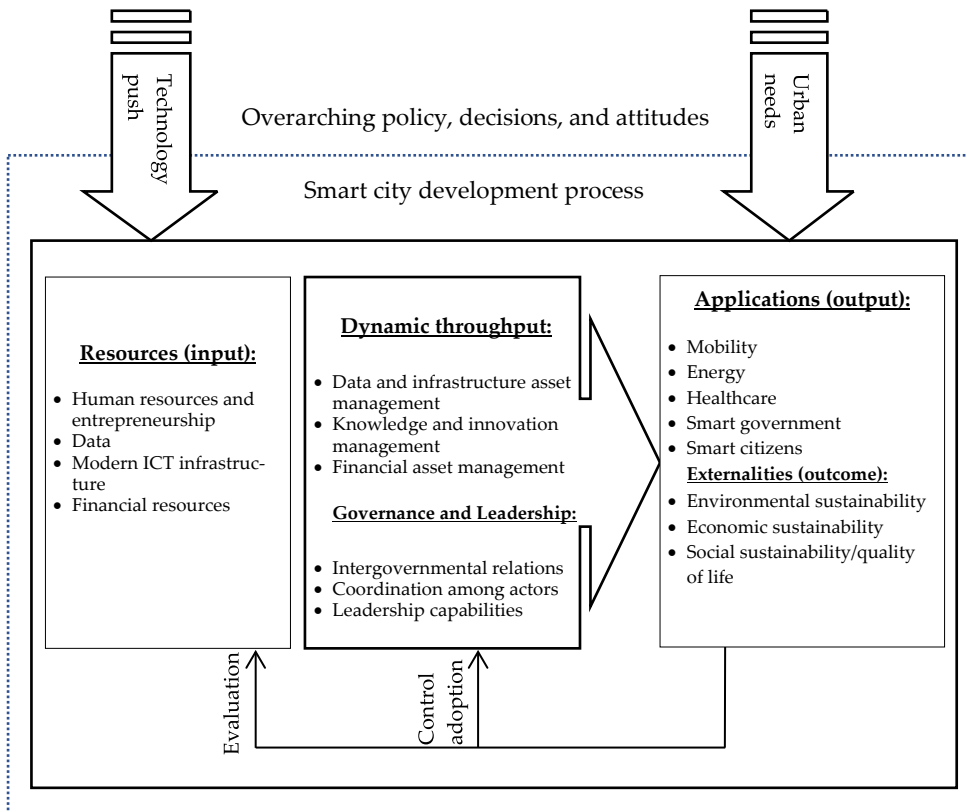 Technology
push
Urban
needs
Overarching policy, decisions, and attitudes
Smart city development process
Resources (input):
• Human resources and
entrepreneurship
• Data
• Modern ICT infrastruc-
ture
• Financial resources
Dynamic throughput:
• Data and infrastructure asset
management
• Knowledge and innovation
management
• Financial asset management
Governance and Leadership:
• Intergovernmental relations
• Coordination among actors
• Leadership capabilities
Applications (output):
• Mobility
• Energy
• Healthcare
• Smart government
• Smart citizens
Externalities (outcome):
• Environmental sustainability
• Economic sustainability
• Social sustainability/quality
of life
Evaluation
Control
adoption